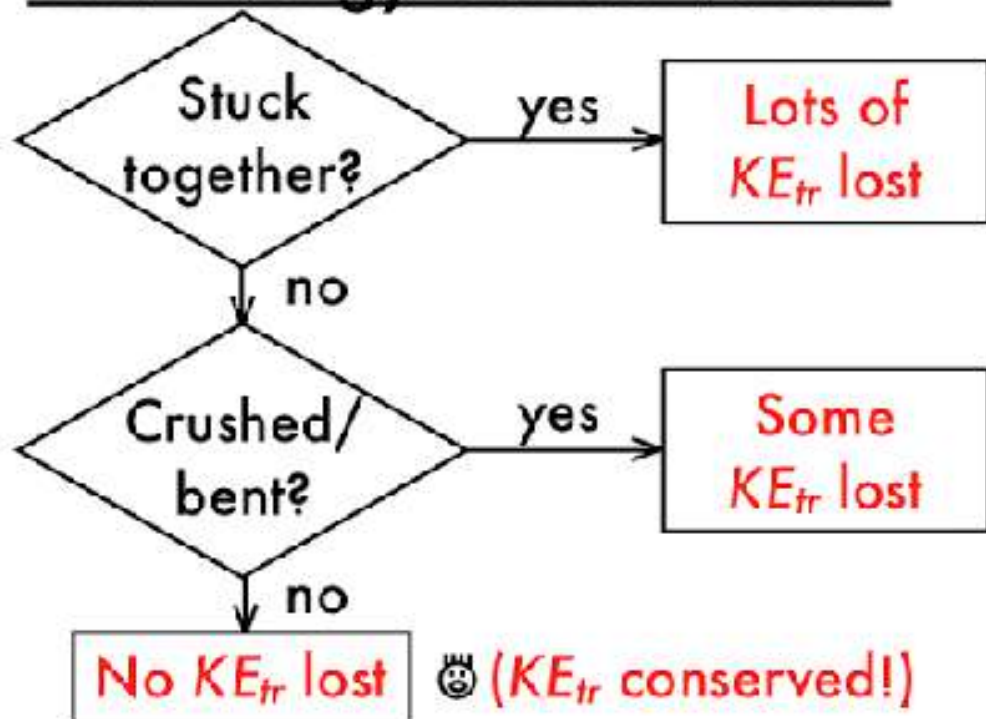 Stuck
together?
yes
Lots of
KEtr lost
no
Crushed/
bent?
yes
Some
KEtr lost
no
No KEtr lost
(KEtr conserved!)